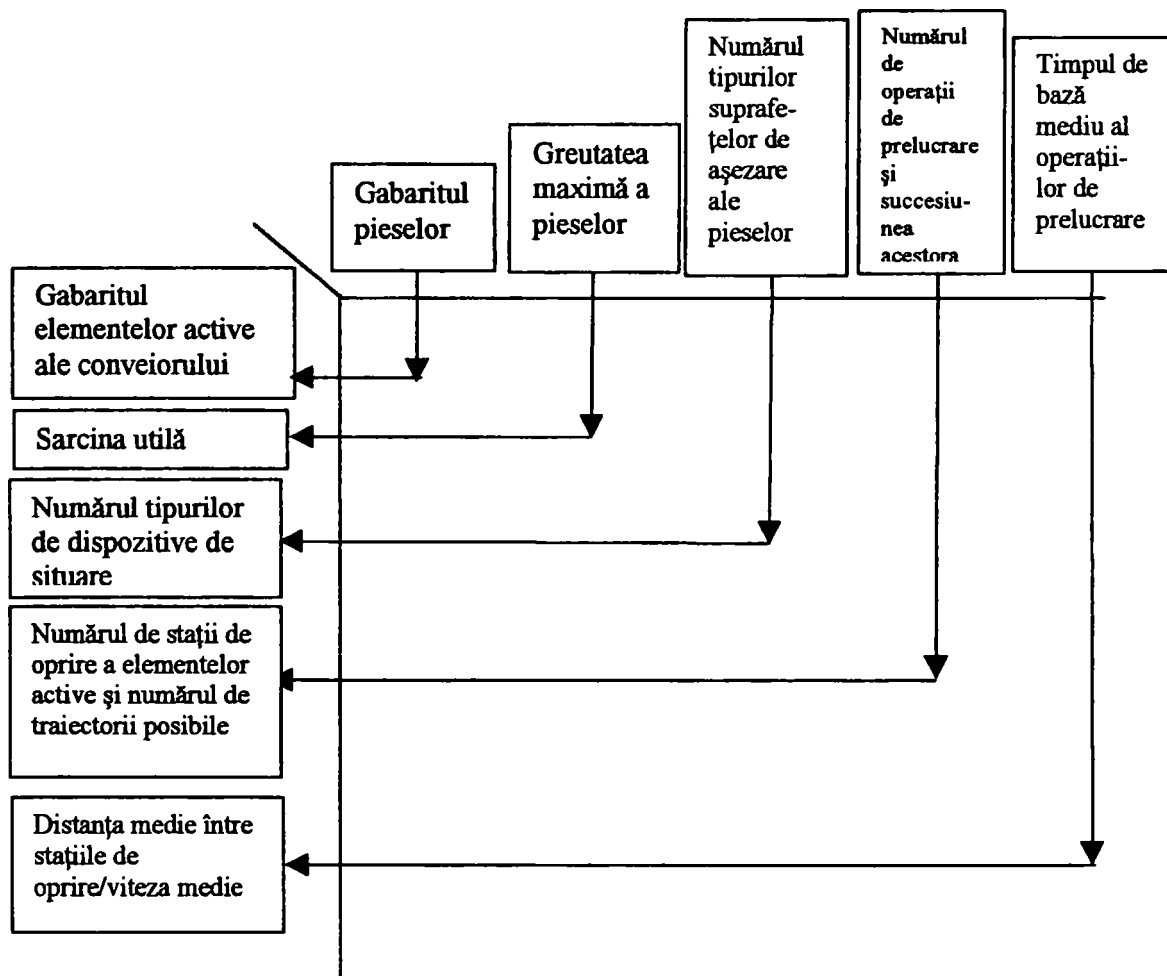 Gabaritul
pieselor
Greutatea
maximă a
pieselor
Numărul
tipurilor
suprafe-
ţelor de
aşezare
ale
pieselor
Numărul
de
operaţii
de
prelucrare
şi
succesiu-
nea
acestora
Timpul de
bază
mediu al
operaţii-
lor de
prelucrare
Gabaritul
elementelor active
ale conveiorului
Sarcina utilă
Numărul tipurilor
de dispozitive de
situare
Numărul de staţii de
oprire a elementelor
active şi numărul de
traiectorii posibile
Distanţa medie între
staţiile de
oprire/viteza medie